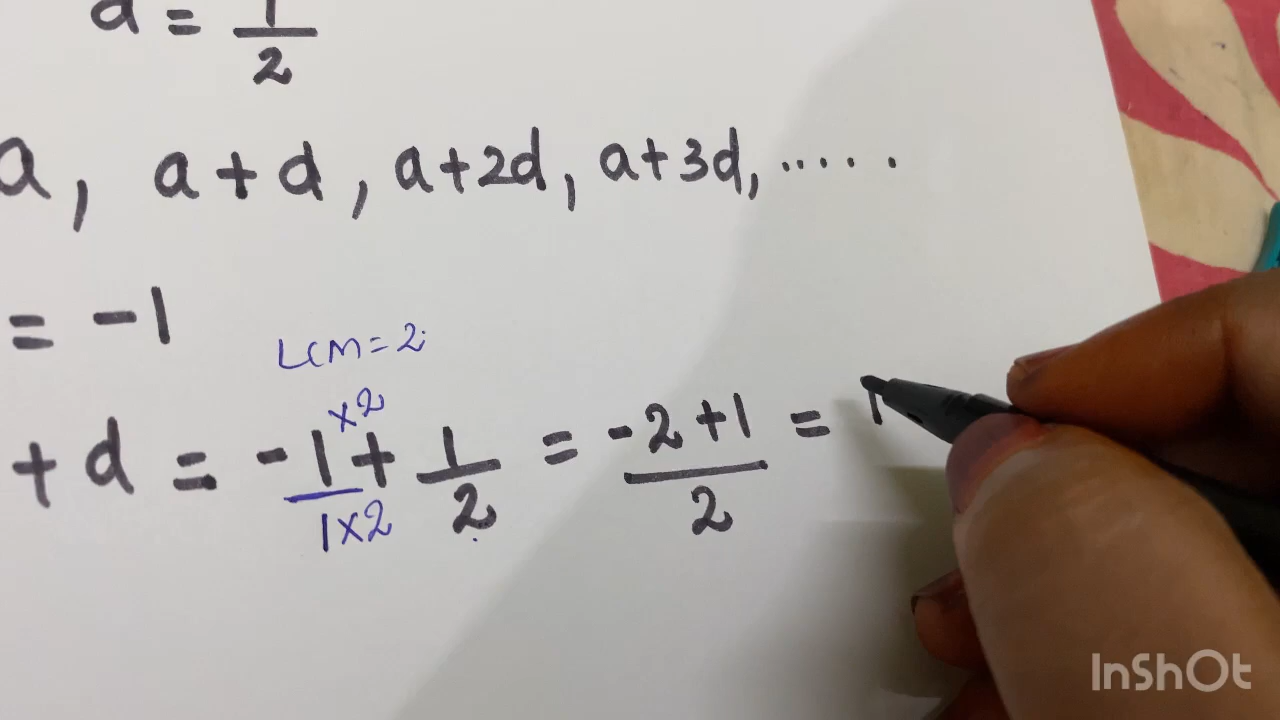 d = 1/2
a, a + d, a+2d, a+3d, .....
= -1
LCM = 2
+ d = -1×2/1×2 + 1/2 = -2+1/2 =
InShOt